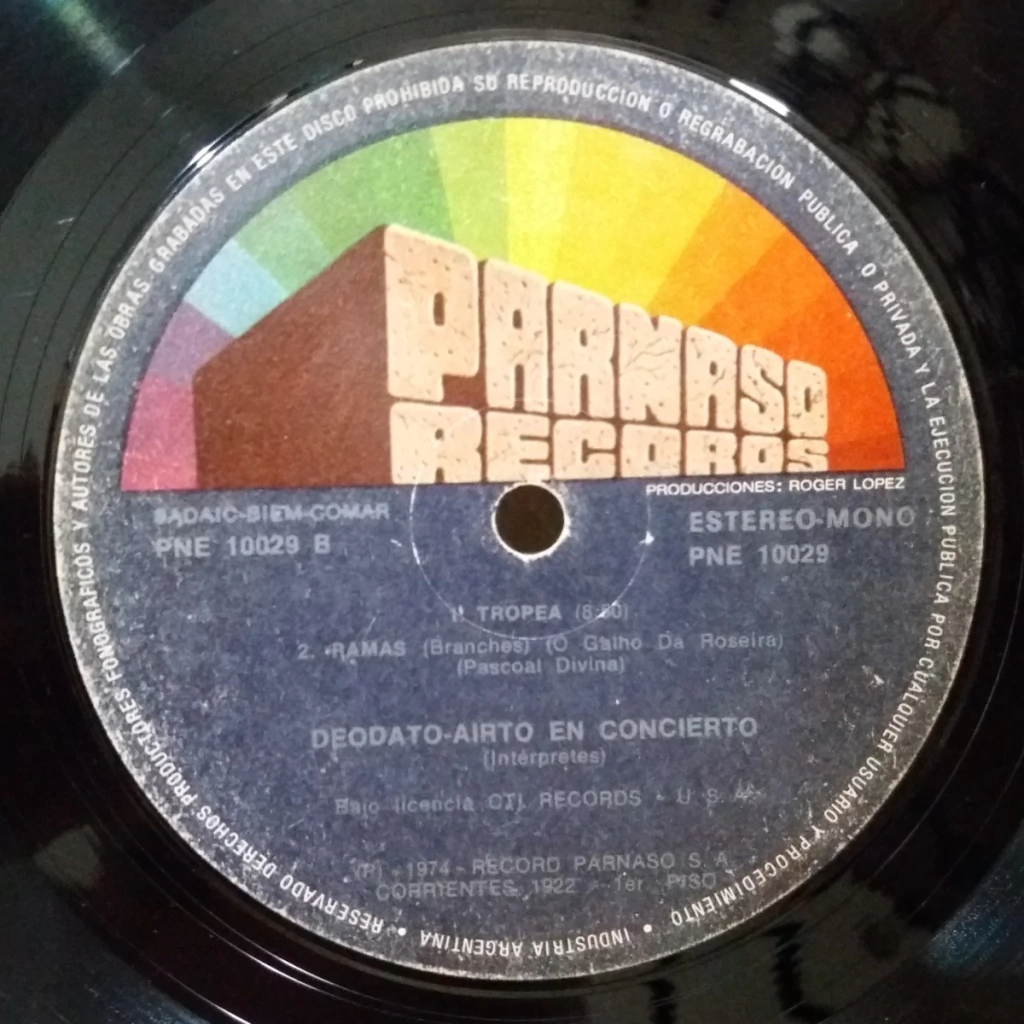 RESERVADO DERECHOS PRODUCTORES FONOGRAFICOS Y AUTORES DE LAS OBRAS GRABADAS EN ESTE DISCO PROHIBIDA SU REPRODUCCION O REGRABACION PUBLICA O PRIVADA Y LA EJECUCION PUBLICA POR CUALQUIER USUARIO Y PROCEDIMIENTO • INDUSTRIA ARGENTINA •
PARNASO
RECORDS
PRODUCCIONES: ROGER LOPEZ
SADAIC-BIEM-COMAR
ESTEREO-MONO
PNE 10029 B
PNE 10029
TROPEA
2. RAMAS (Branches) (O Galho Da Roseira)
(Pascoal Divina)
DEODATO-AIRTO EN CONCIERTO
(Intérpretes)
Bajo licencia CTI RECORDS - U S A
(P) - 1974 - RECORD PARNASO S. A.
CORRIENTES 1922 - 1er PISO